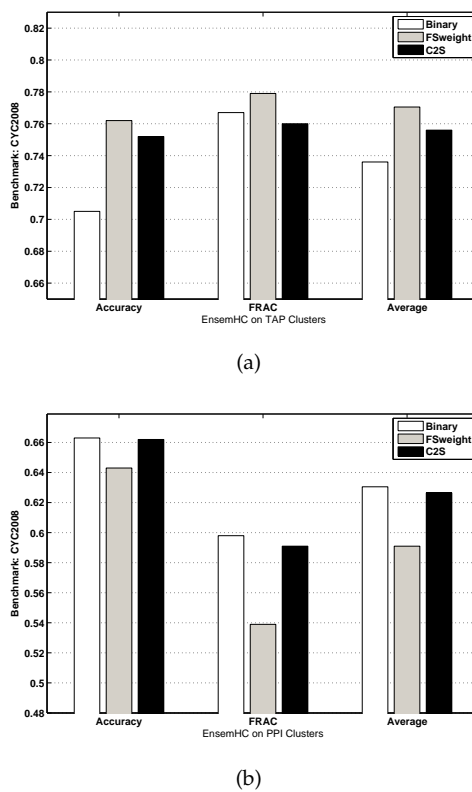 0.82
0.8
0.78
0.76
0.74
0.72
0.7
0.68
0.66
Benchmark: CYC2008
Binary
FSweight
C2S
Accuracy
FRAC
Average
EnsemHC on TAP Clusters
(a)
0.66
0.64
0.62
0.6
0.58
0.56
0.54
0.52
0.5
0.48
Benchmark: CYC2008
Binary
FSweight
C2S
Accuracy
FRAC
Average
EnsemHC on PPI Clusters
(b)